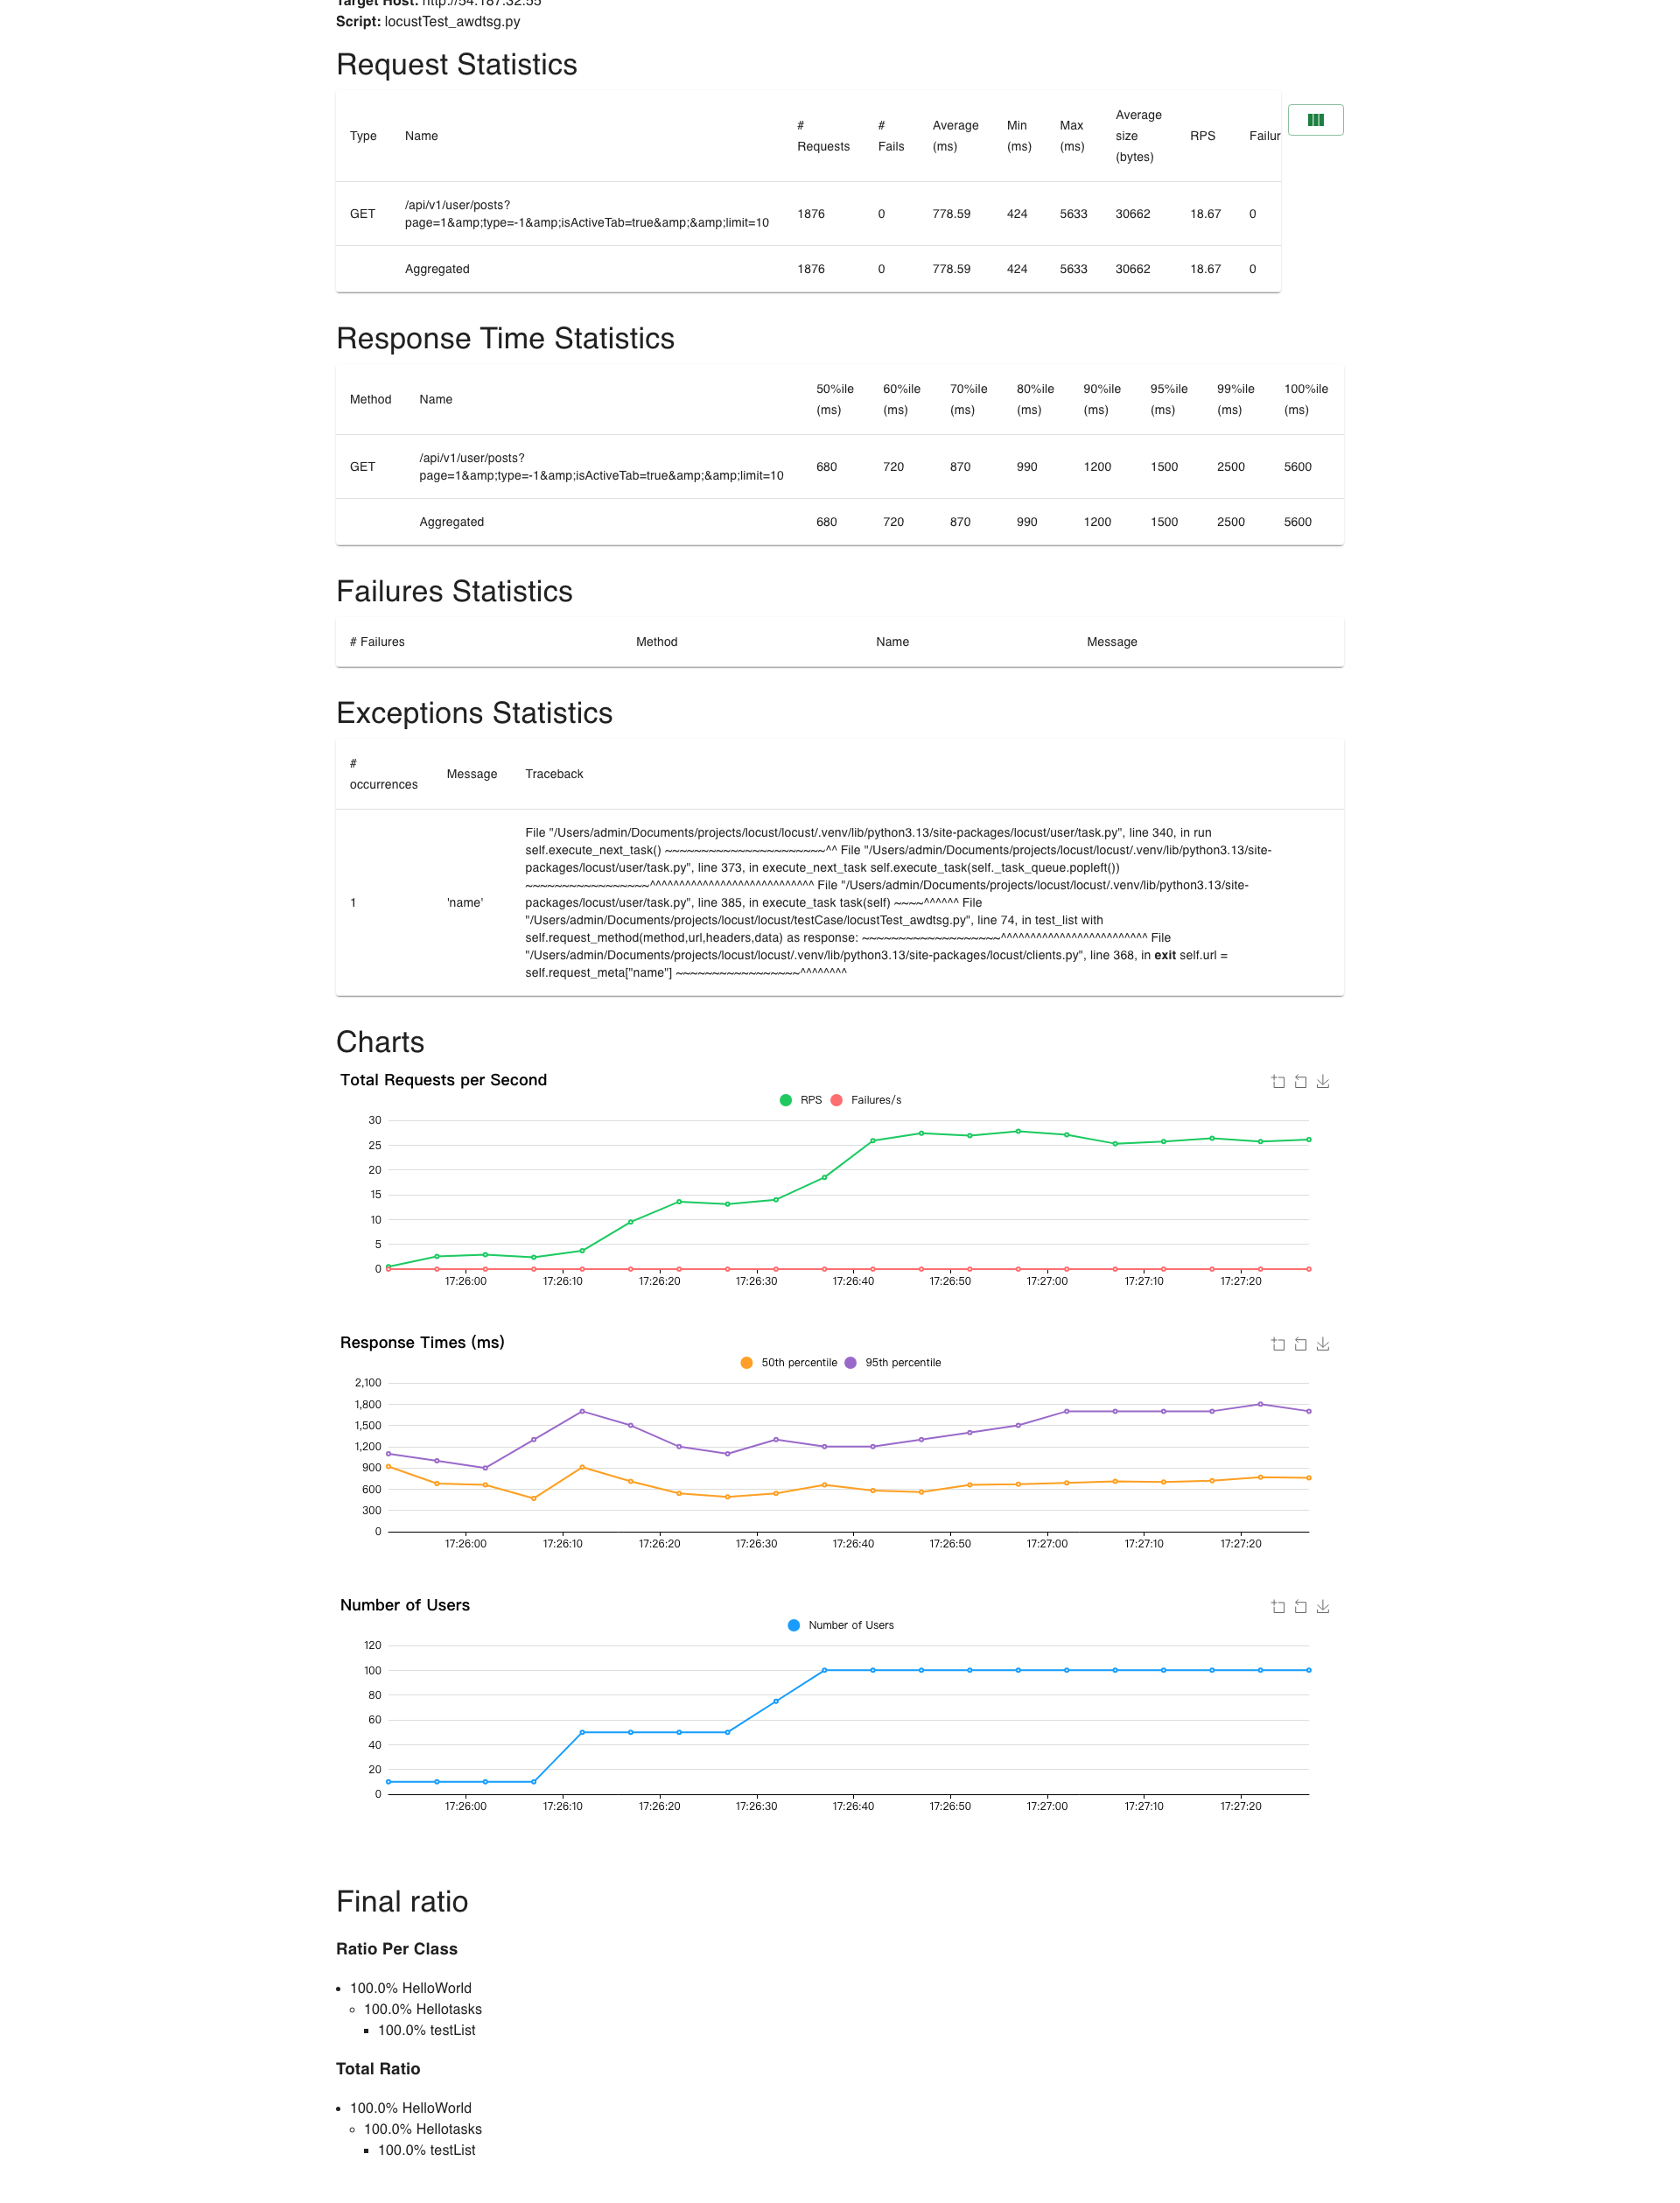 Target Host: http://54.187.32.55
Script: locustTest_awdtsg.py
Request Statistics
Type Name # Requests # Fails Average (ms) Min (ms) Max (ms) Average size (bytes) RPS Failur
GET /api/v1/user/posts?
page=1&amp;type=-1&amp;isActiveTab=true&amp;&amp;limit=10 1876 0 778.59 424 5633 30662 18.67 0
Aggregated 1876 0 778.59 424 5633 30662 18.67 0
Response Time Statistics
Method Name 50%ile (ms) 60%ile (ms) 70%ile (ms) 80%ile (ms) 90%ile (ms) 95%ile (ms) 99%ile (ms) 100%ile (ms)
GET /api/v1/user/posts?
page=1&amp;type=-1&amp;isActiveTab=true&amp;&amp;limit=10 680 720 870 990 1200 1500 2500 5600
Aggregated 680 720 870 990 1200 1500 2500 5600
Failures Statistics
# Failures Method Name Message
Exceptions Statistics
# occurrences Message Traceback
1 'name'
File "/Users/admin/Documents/projects/locust/locust/.venv/lib/python3.13/site-packages/locust/user/task.py", line 340, in run
self.execute_next_task() ~~~~~~~~~~~~~~~~~~~~~~^^ File "/Users/admin/Documents/projects/locust/locust/.venv/lib/python3.13/site-
packages/locust/user/task.py", line 373, in execute_next_task self.execute_task(self._task_queue.popleft())
~~~~~~~~~~~~~~~~~^^^^^^^^^^^^^^^^^^^^^^^^^^^^ File "/Users/admin/Documents/projects/locust/locust/.venv/lib/python3.13/site-
packages/locust/user/task.py", line 385, in execute_task task(self) ~~~~^^^^^^ File
"/Users/admin/Documents/projects/locust/locust/testCase/locustTest_awdtsg.py", line 74, in test_list with
self.request_method(method,url,headers,data) as response: ~~~~~~~~~~~~~~~~~~~^^^^^^^^^^^^^^^^^^^^^^^^^ File
"/Users/admin/Documents/projects/locust/locust/.venv/lib/python3.13/site-packages/locust/clients.py", line 368, in exit self.url =
self.request_meta["name"] ~~~~~~~~~~~~~~~~~^^^^^^^^
Charts
Total Requests per Second
RPS Failures/s
30
25
20
15
10
5
0
17:26:00 17:26:10 17:26:20 17:26:30 17:26:40 17:26:50 17:27:00 17:27:10 17:27:20
Response Times (ms)
50th percentile 95th percentile
2,100
1,800
1,500
1,200
900
600
300
0
17:26:00 17:26:10 17:26:20 17:26:30 17:26:40 17:26:50 17:27:00 17:27:10 17:27:20
Number of Users
Number of Users
120
100
80
60
40
20
0
17:26:00 17:26:10 17:26:20 17:26:30 17:26:40 17:26:50 17:27:00 17:27:10 17:27:20
Final ratio
Ratio Per Class
100.0% HelloWorld
100.0% Hellotasks
100.0% testList
Total Ratio
100.0% HelloWorld
100.0% Hellotasks
100.0% testList